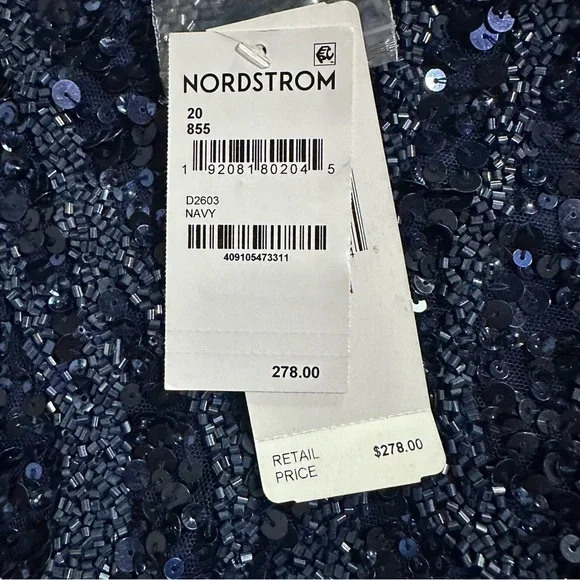 NORDSTROM
20
855
1 92081 80204 5
D2603
NAVY
409105473311
278.00
RETAIL
PRICE
$278.00